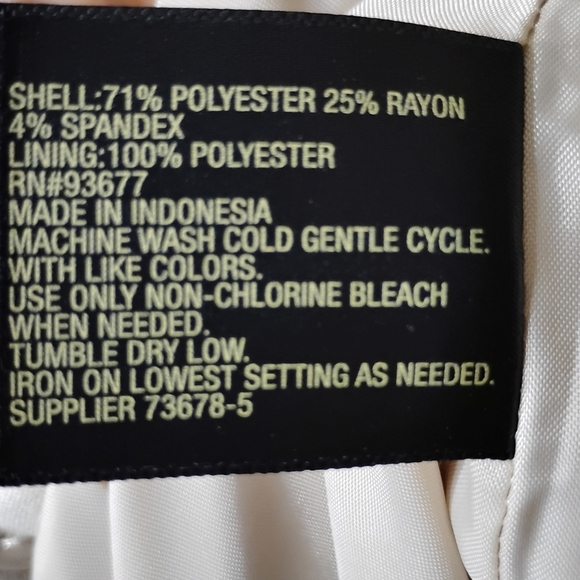 SHELL:71% POLYESTER 25% RAYON
4% SPANDEX
LINING:100% POLYESTER
RN#93677
MADE IN INDONESIA
MACHINE WASH COLD GENTLE CYCLE.
WITH LIKE COLORS.
USE ONLY NON-CHLORINE BLEACH
WHEN NEEDED.
TUMBLE DRY LOW.
IRON ON LOWEST SETTING AS NEEDED.
SUPPLIER 73678-5